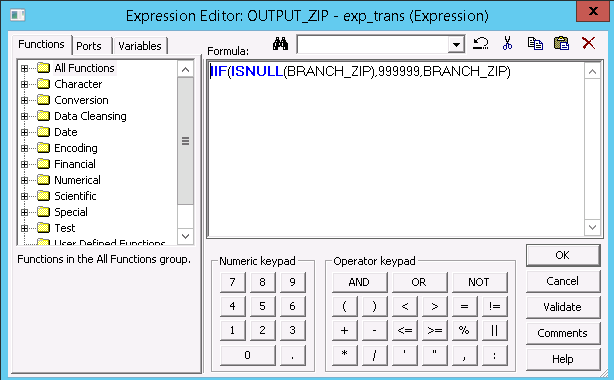 Expression Editor: OUTPUT_ZIP - exp_trans (Expression)
x
Functions Ports Variables
Formula:
All Functions
Character
Conversion
Data Cleansing
Date
Encoding
Financial
Numerical
Scientific
Special
Test
User Defined Functions
IIF(ISNULL(BRANCH_ZIP),999999,BRANCH_ZIP)
Functions in the All Functions group.
Numeric keypad
7 8 9
4 5 6
1 2 3
0 .
Operator keypad
AND OR NOT
( ) < > = !=
+ - <= >= % ||
* / ' " , :
OK
Cancel
Validate
Comments
Help